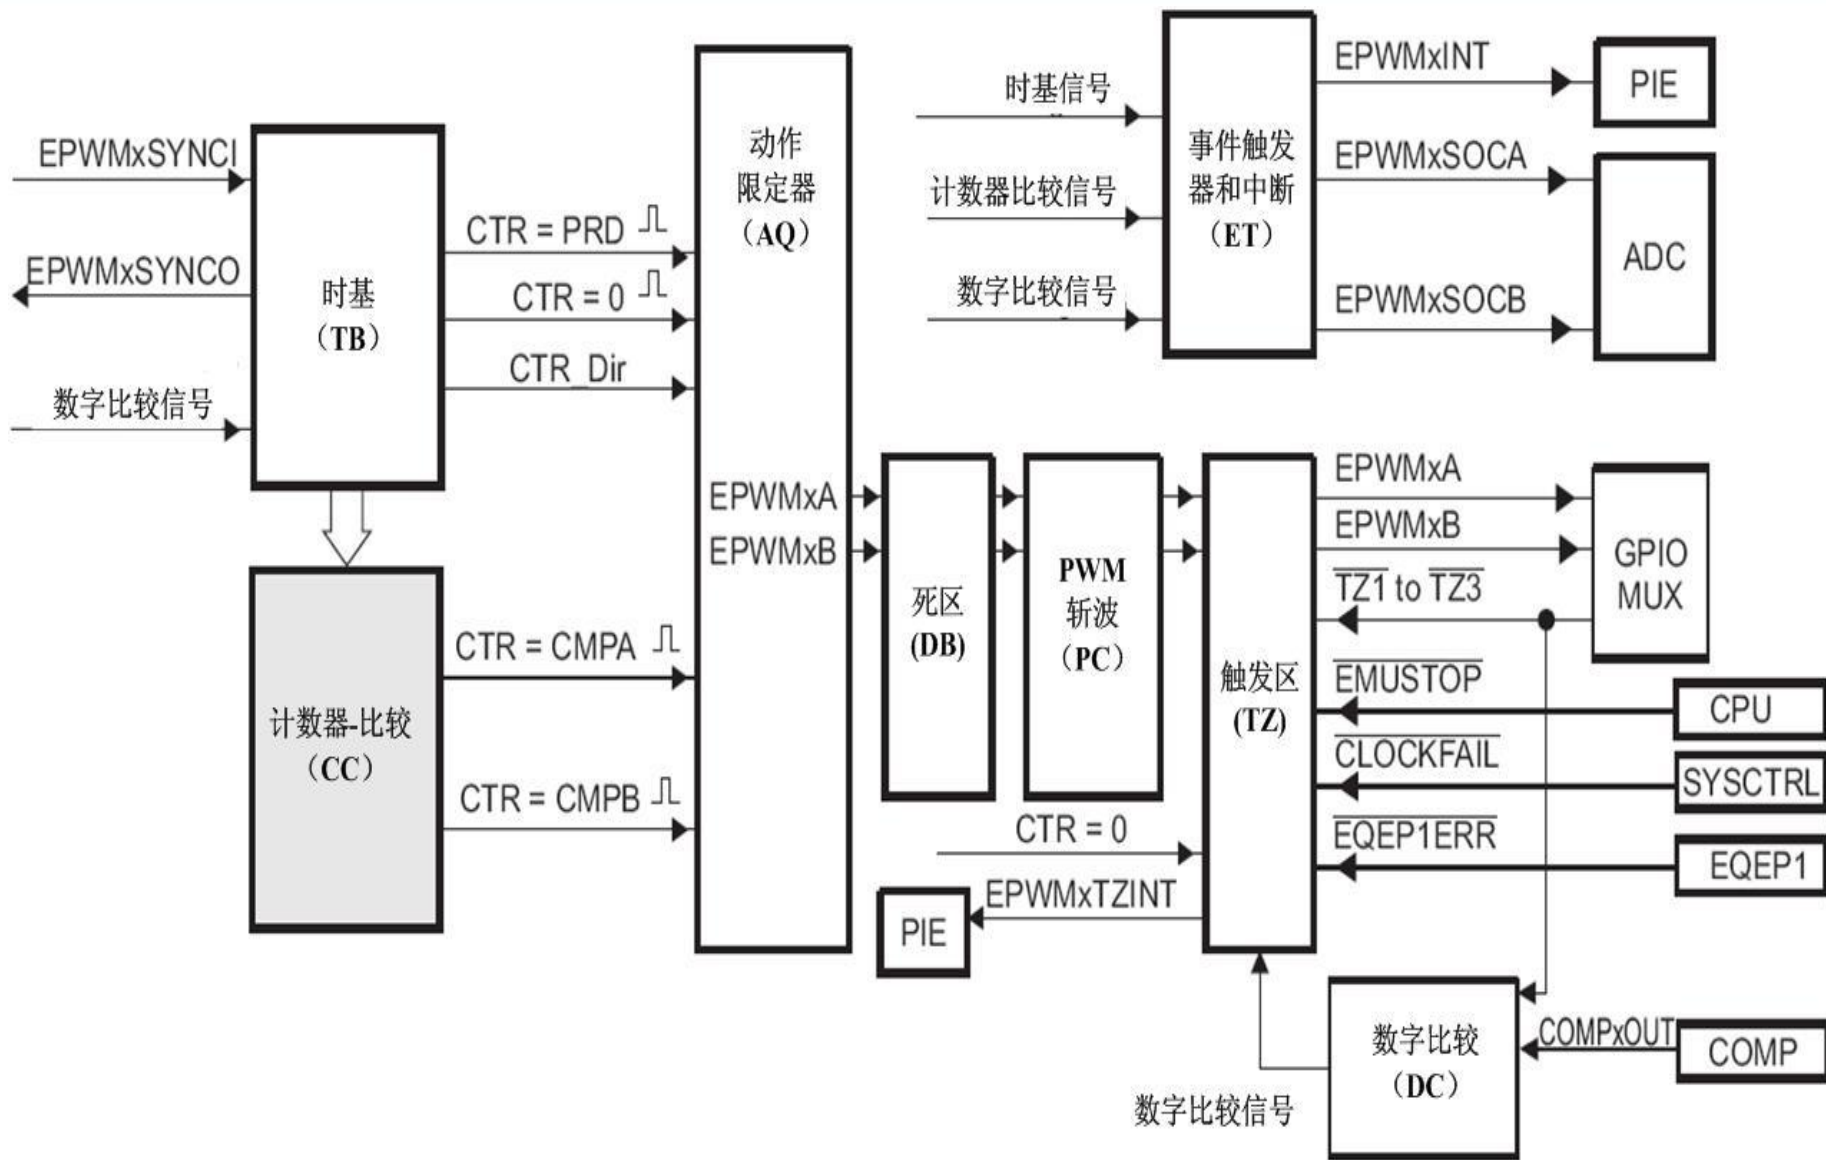 EPWMxSYNCI
EPWMxSYNCO
数字比较信号
时基
（TB）
CTR = PRD
CTR = 0
CTR_Dir
计数器-比较
（CC）
CTR = CMPA
CTR = CMPB
动作
限定器
（AQ）
EPWMxA
EPWMxB
时基信号
计数器比较信号
数字比较信号
事件触发
器和中断
（ET）
EPWMxINT
EPWMxSOCA
EPWMxSOCB
PIE
ADC
死区
(DB)
PWM
斩波
（PC）
触发区
(TZ)
EPWMxA
EPWMxB
TZ1 to TZ3
EMUSTOP
CLOCKFAIL
EQEP1ERR
GPIO
MUX
CPU
SYSCTRL
EQEP1
CTR = 0
EPWMxTZINT
PIE
数字比较
（DC）
COMPxOUT
COMP
数字比较信号